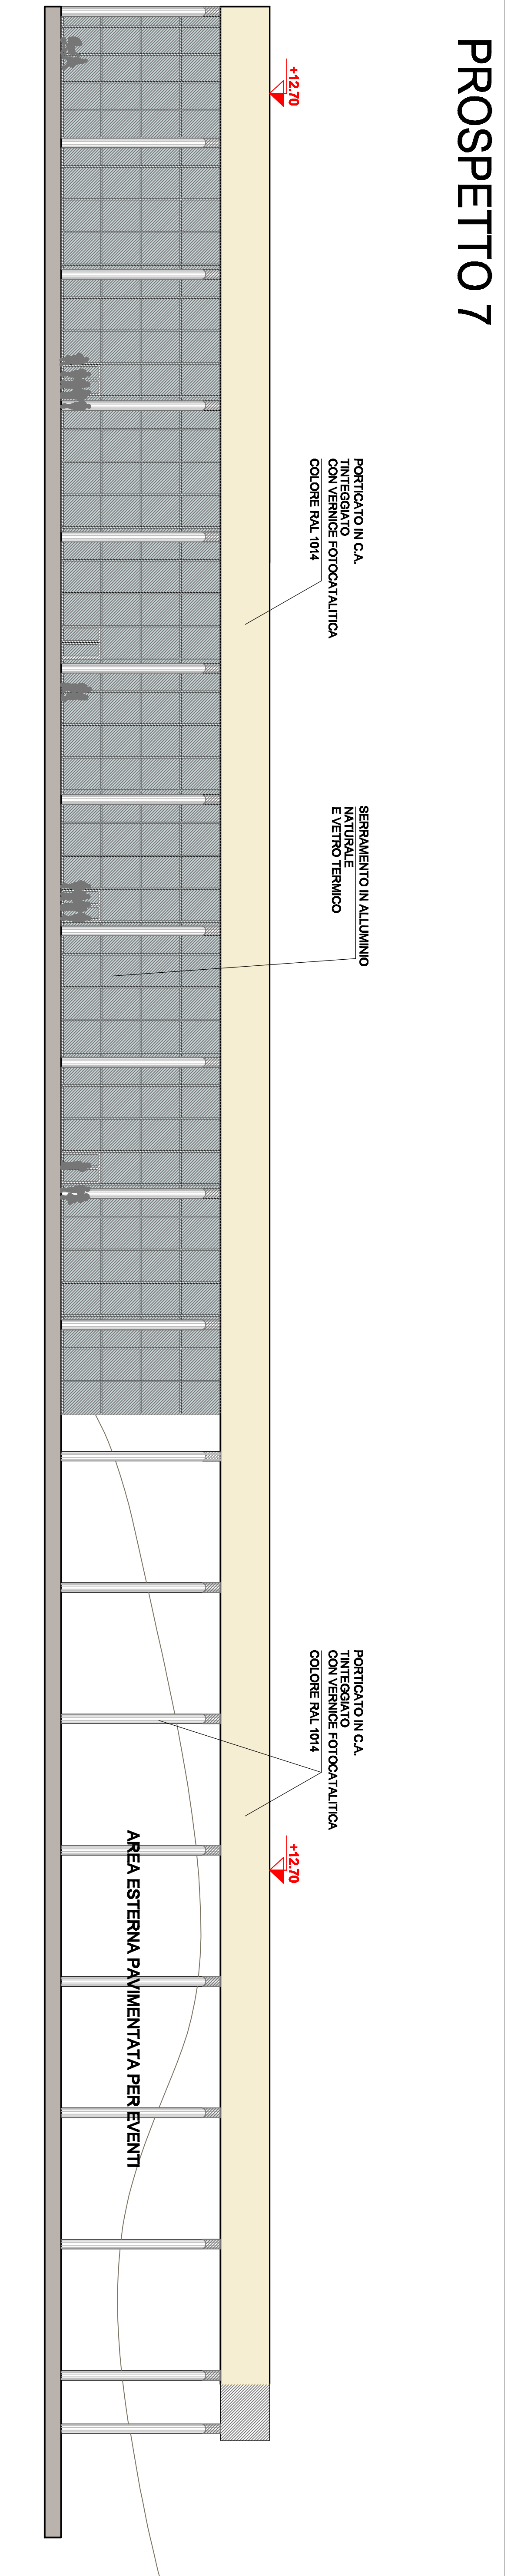 PROSPETTO 7
+12.70
PORTICATO IN C.A.
TINTEGGIATO
CON VERNICE FOTOCATALITICA
COLORE RAL 1014
SERRAMENTO IN ALLUMINIO
NATURALE
E VETRO TERMICO
PORTICATO IN C.A.
TINTEGGIATO
CON VERNICE FOTOCATALITICA
COLORE RAL 1014
+12.70
AREA ESTERNA PAVIMENTATA PER EVENTI